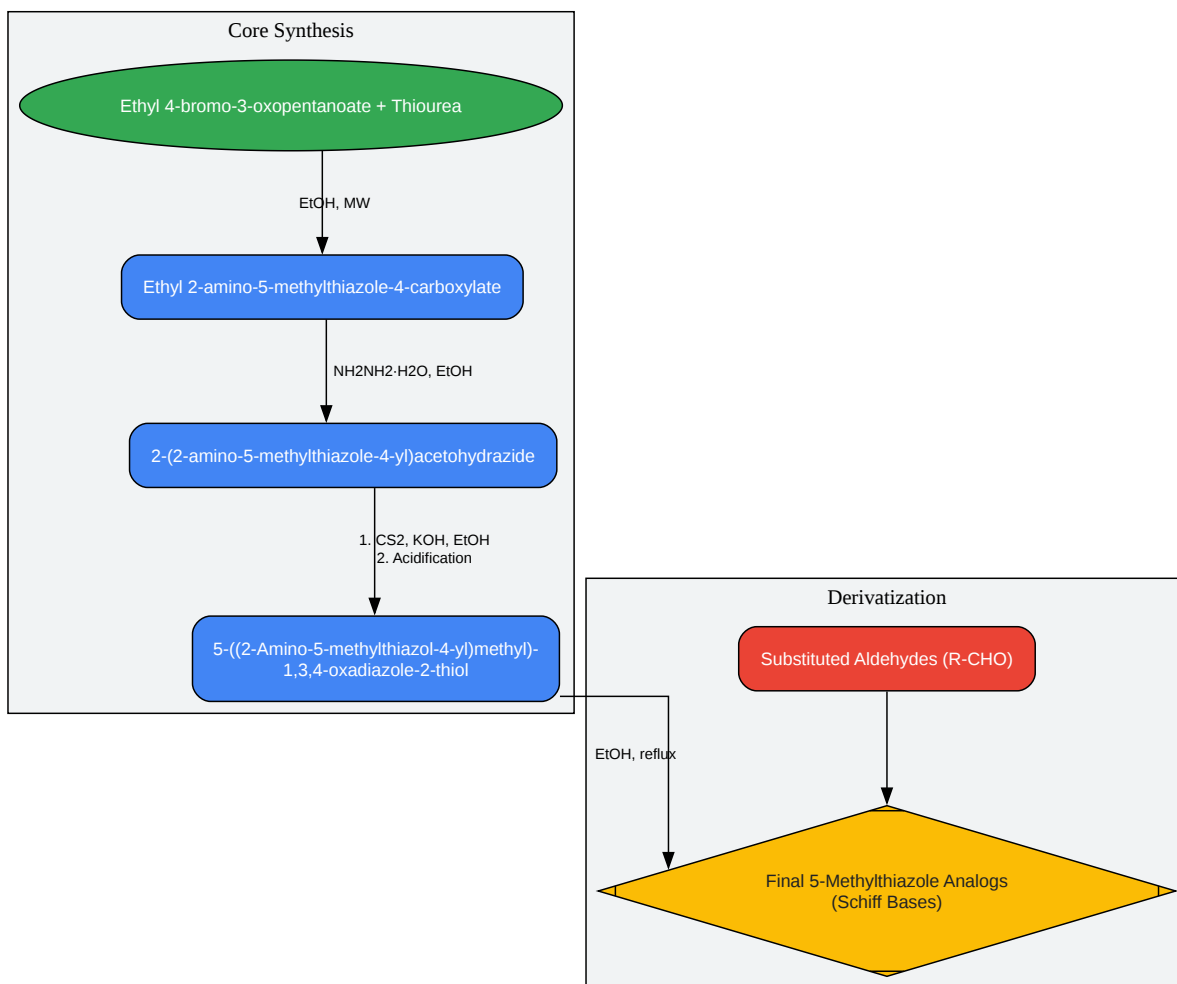 Core Synthesis
Ethyl 4-bromo-3-oxopentanoate + Thiourea
EtOH, MW
Ethyl 2-amino-5-methylthiazole-4-carboxylate
NH2NH2·H2O, EtOH
2-(2-amino-5-methylthiazole-4-yl)acetohydrazide
1. CS2, KOH, EtOH
2. Acidification
5-((2-Amino-5-methylthiazol-4-yl)methyl)-
1,3,4-oxadiazole-2-thiol
Derivatization
Substituted Aldehydes (R-CHO)
EtOH, reflux
Final 5-Methylthiazole Analogs
(Schiff Bases)